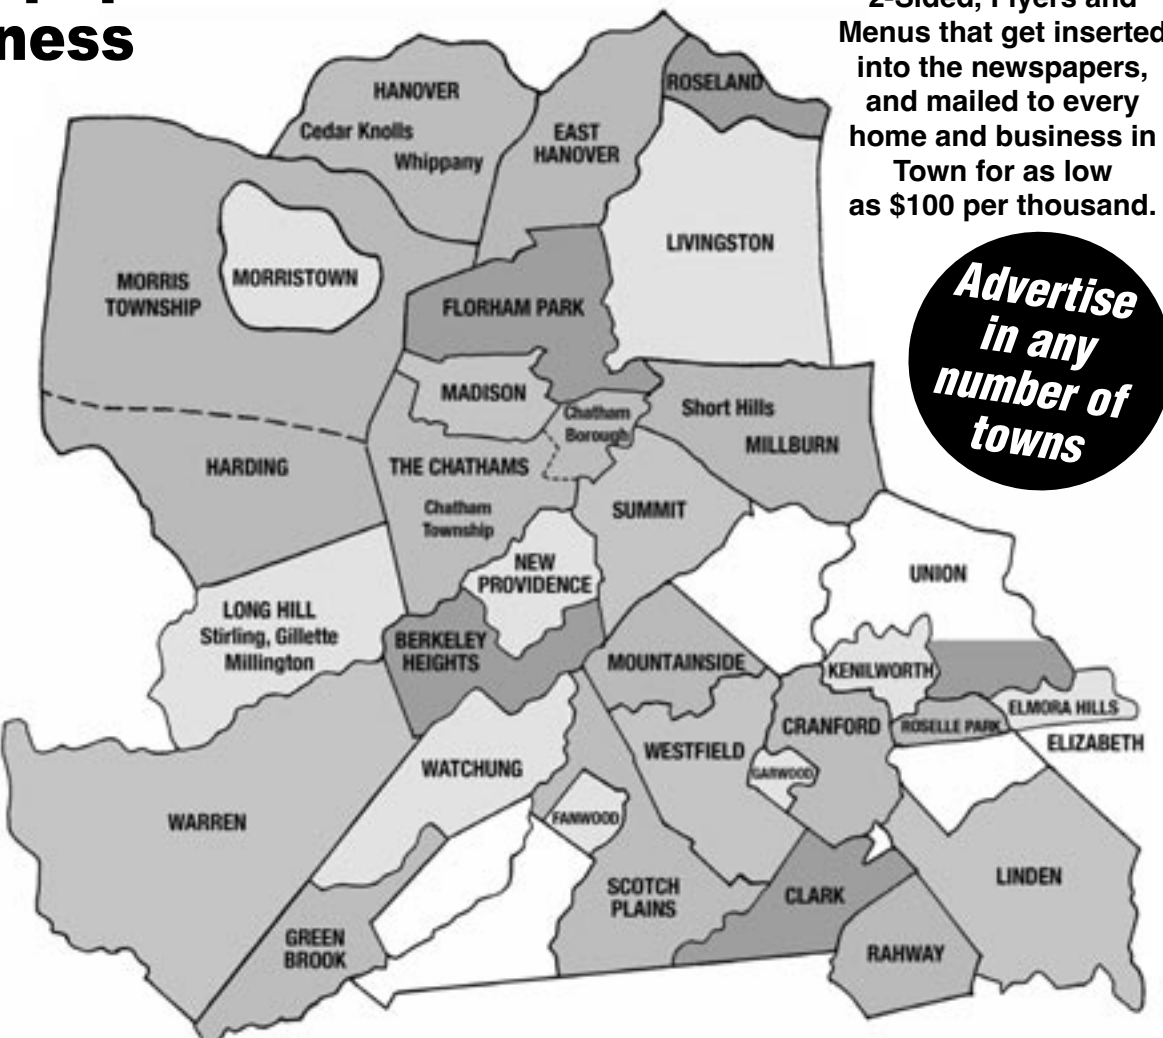 ness
2-Sided, Flyers and
Menus that get inserted
into the newspapers,
and mailed to every
home and business in
Town for as low
as $100 per thousand.
Advertise
in any
number of
towns
HANOVER
Cedar Knolls
Whippany
EAST
HANOVER
ROSELAND
LIVINGSTON
MORRIS
TOWNSHIP
MORRISTOWN
FLORHAM PARK
MADISON
Chatham
Borough
Short Hills
MILLBURN
HARDING
THE CHATHAMS
Chatham
Township
SUMMIT
NEW
PROVIDENCE
UNION
LONG HILL
Stirling, Gillette
Millington
BERKELEY
HEIGHTS
MOUNTAINSIDE
KENILWORTH
ELMORA HILLS
ROSELLE PARK
ELIZABETH
CRANFORD
WESTFIELD
GARWOOD
WATCHUNG
WARREN
FANWOOD
SCOTCH
PLAINS
CLARK
LINDEN
GREEN
BROOK
RAHWAY